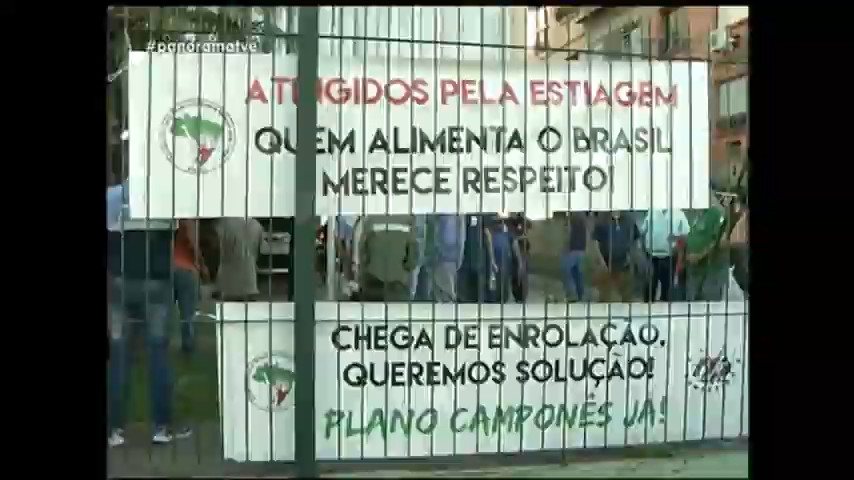 #panoramatve
ATINGIDOS PELA ESTIAGEM
QUEM ALIMENTA O BRASIL
MERECE RESPEITO!
CHEGA DE ENROLAÇÃO,
QUEREMOS SOLUÇÃO!
PLANO CAMPONÊS JÁ!